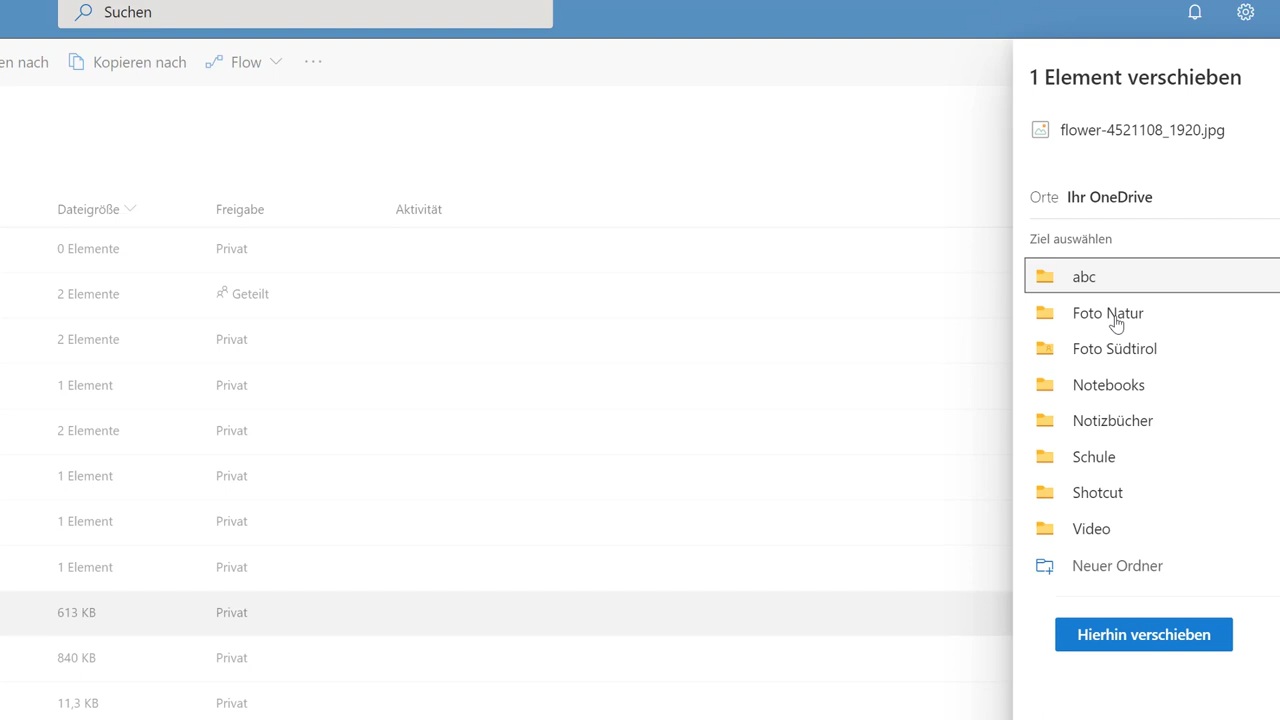 Suchen
en nach Kopieren nach Flow ···
1 Element verschieben
flower-4521108_1920.jpg
Orte Ihr OneDrive
Ziel auswählen
abc
Foto Natur
Foto Südtirol
Notebooks
Notizbücher
Schule
Shotcut
Video
Neuer Ordner
Hierhin verschieben
Dateigröße Freigabe Aktivität
0 Elemente Privat
2 Elemente Geteilt
2 Elemente Privat
1 Element Privat
2 Elemente Privat
1 Element Privat
1 Element Privat
1 Element Privat
613 KB Privat
840 KB Privat
11,3 KB Privat